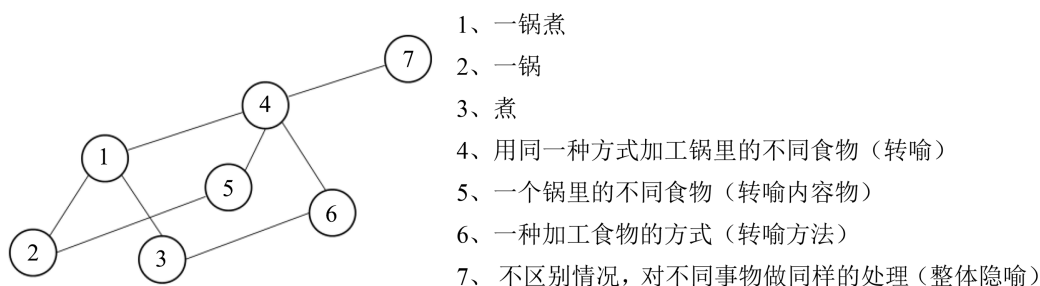 1、一锅煮
2、一锅
3、煮
4、用同一种方式加工锅里的不同食物（转喻）
5、一个锅里的不同食物（转喻内容物）
6、一种加工食物的方式（转喻方法）
7、 不区别情况，对不同事物做同样的处理（整体隐喻）
7
4
1
5
6
2
3